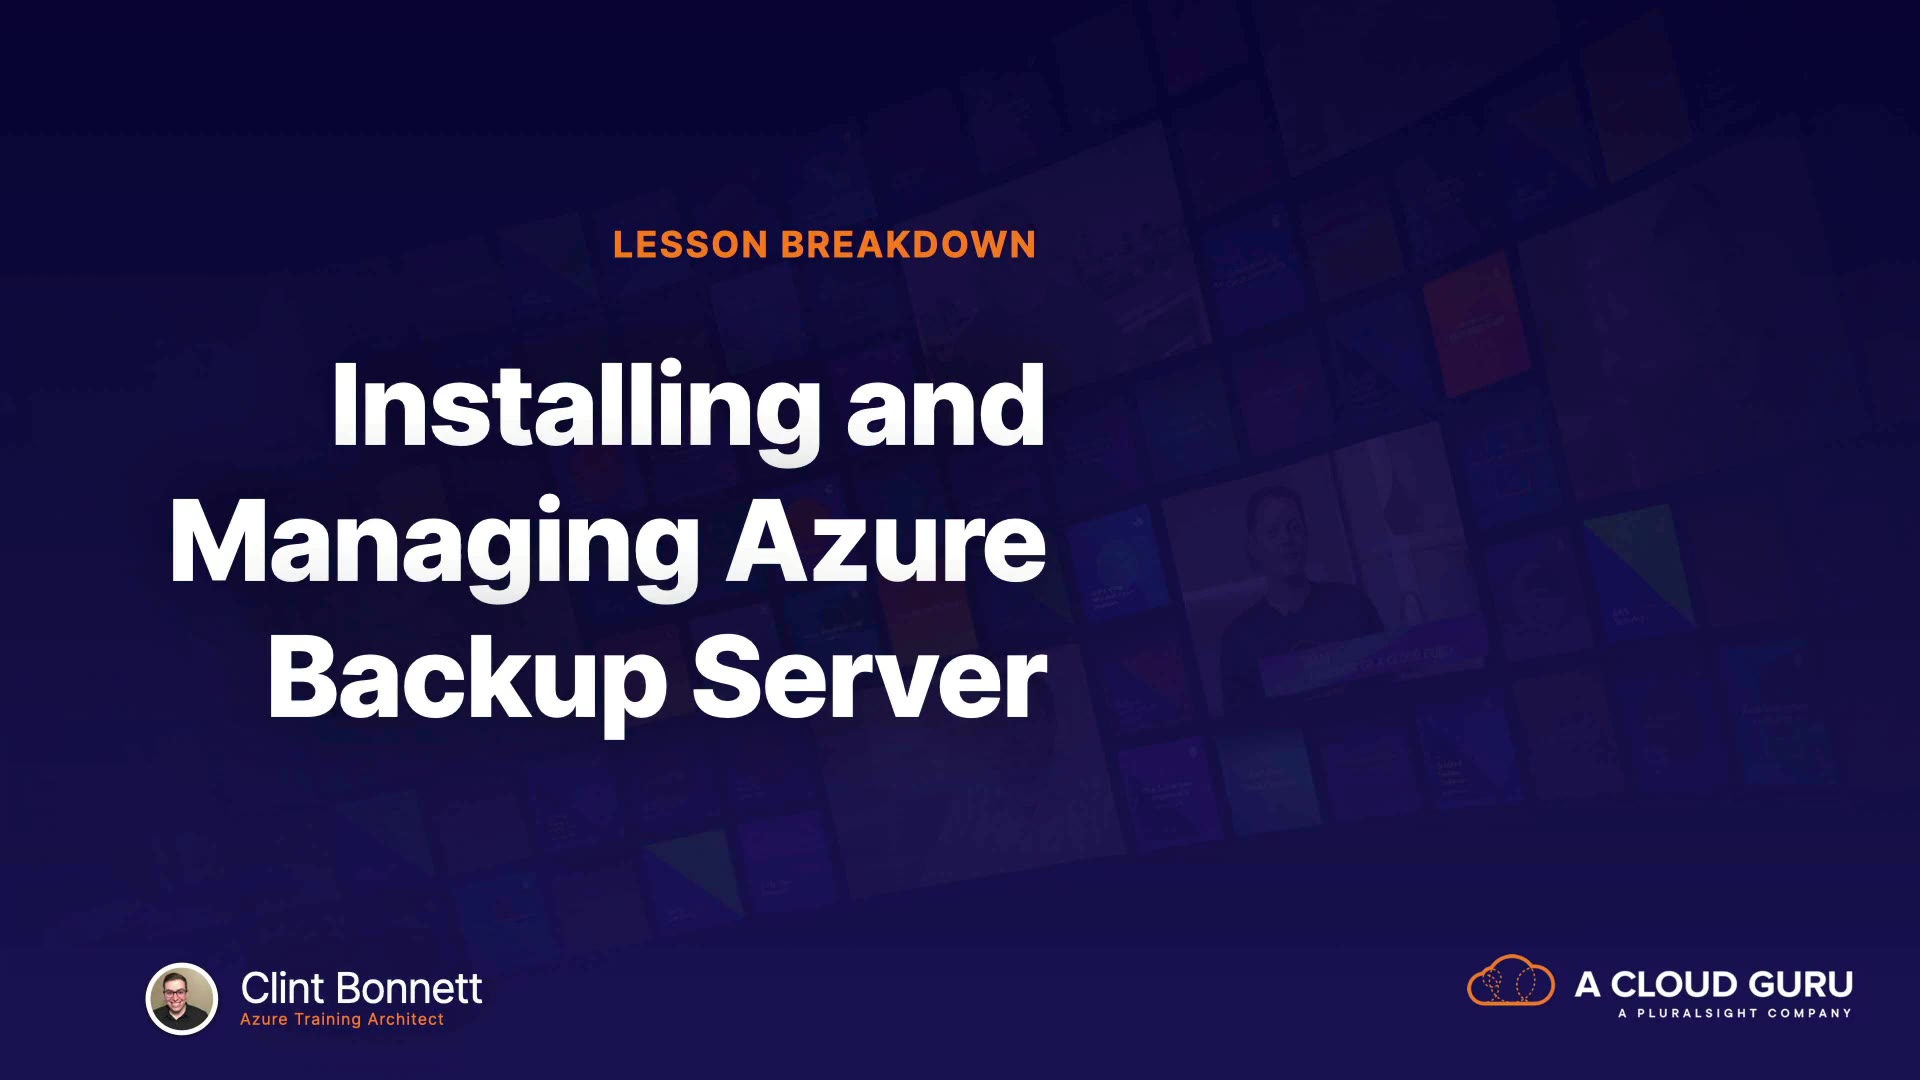 LESSON BREAKDOWN
Installing and
Managing Azure
Backup Server
Clint Bonnett
Azure Training Architect
A CLOUD GURU
A PLURALSIGHT COMPANY